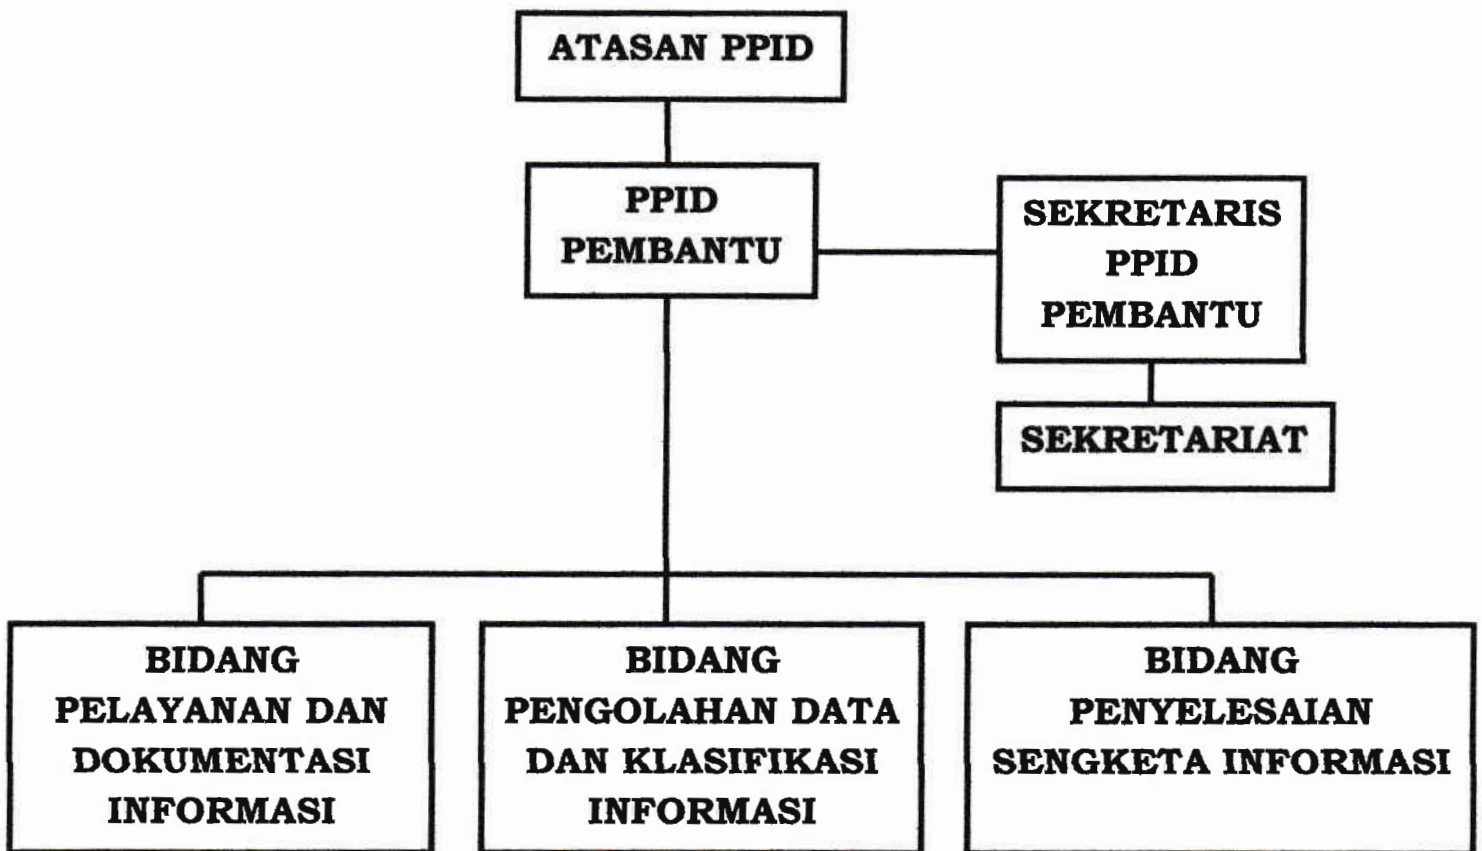 ATASAN PPID
PPID
PEMBANTU
SEKRETARIS
PPID
PEMBANTU
SEKRETARIAT
BIDANG
PELAYANAN DAN
DOKUMENTASI
INFORMASI
BIDANG
PENGOLAHAN DATA
DAN KLASIFIKASI
INFORMASI
BIDANG
PENYELESAIAN
SENGKETA INFORMASI